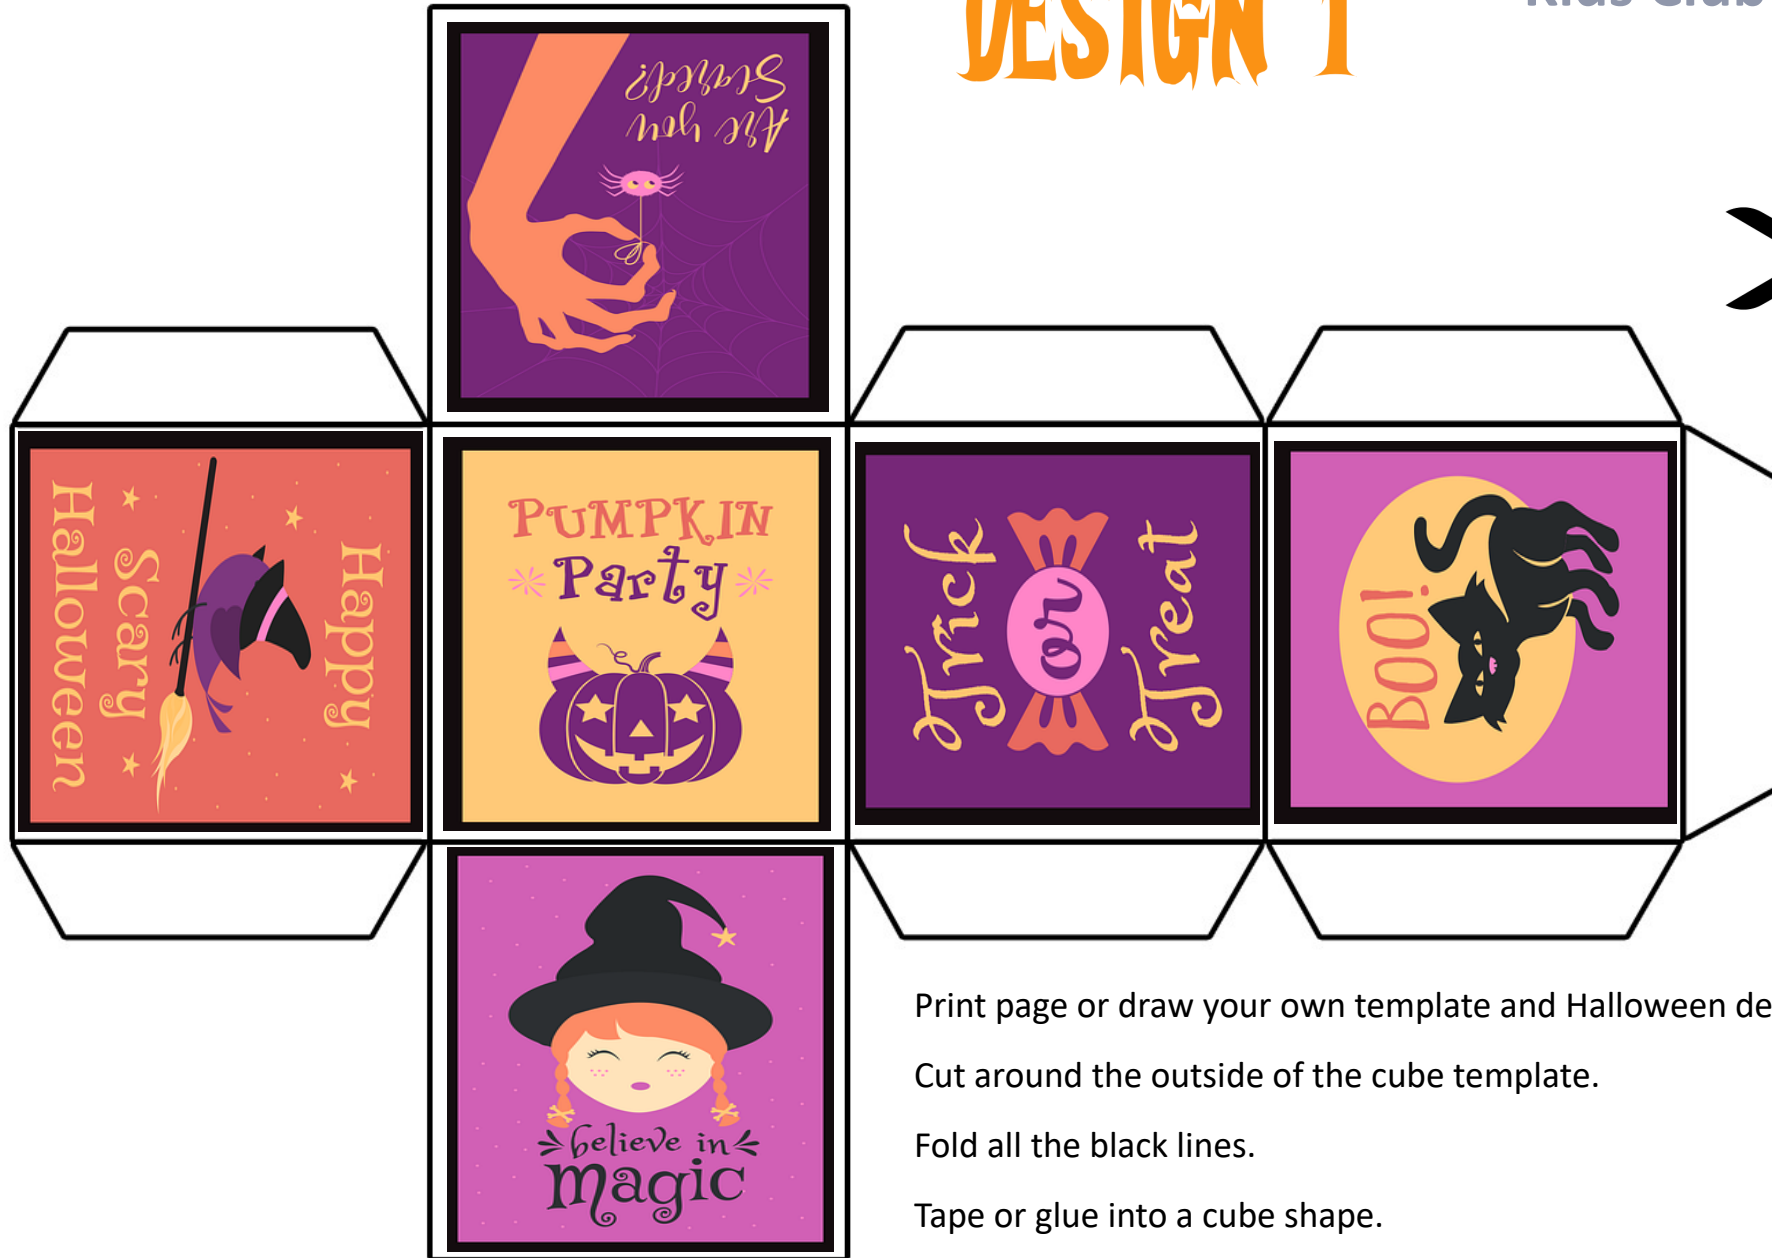 DESIGN 1
Kids Club
Are you
Scared?
Happy
Scary
Halloween
PUMPKIN
Party
Trick
or
Treat
BOO!
believe in
magic
Print page or draw your own template and Halloween de
Cut around the outside of the cube template.
Fold all the black lines.
Tape or glue into a cube shape.